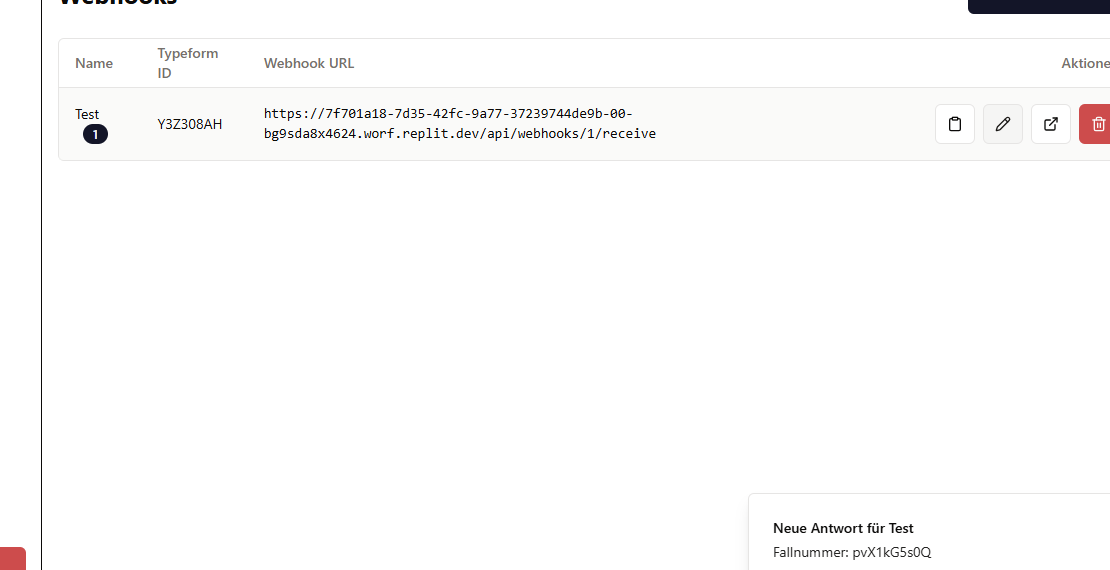 Webhooks
Name
Typeform
ID
Webhook URL
Test
1
Y3Z308AH
https://7f701a18-7d35-42fc-9a77-37239744de9b-00-
bg9sda8x4624.worf.replit.dev/api/webhooks/1/receive
Neue Antwort für Test
Fallnummer: pvX1kG5s0Q